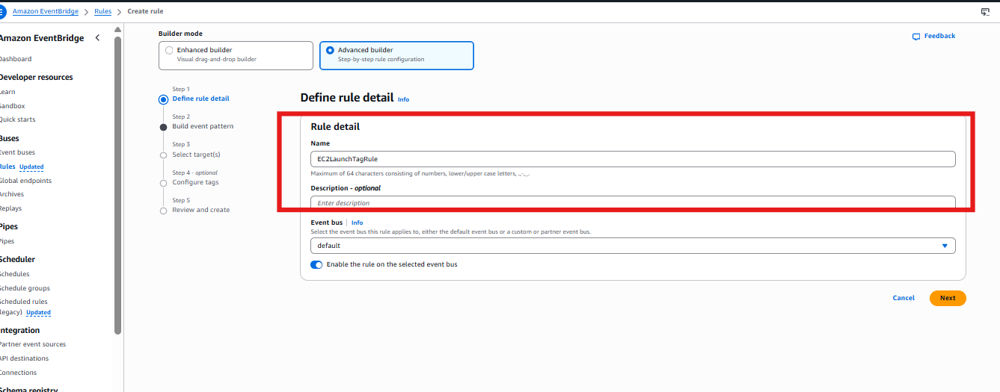 Amazon EventBridge > Rules > Create rule
Amazon EventBridge
Dashboard
Developer resources
Learn
Sandbox
Quick starts
Buses
Event buses
Rules Updated
Global endpoints
Archives
Replays
Pipes
Pipes
Scheduler
Schedules
Schedule groups
Scheduled rules
(legacy) Updated
Integration
Partner event sources
API destinations
Connections
Schema registry
Builder mode
Enhanced builder
Visual drag-and-drop builder
Advanced builder
Step-by-step rule configuration
Feedback
Step 1
Define rule detail
Step 2
Build event pattern
Step 3
Select target(s)
Step 4 - optional
Configure tags
Step 5
Review and create
Define rule detail Info
Rule detail
Name
EC2LaunchTagRule
Maximum of 64 characters consisting of numbers, lower/upper case letters, .,-,_.
Description - optional
Enter description
Event bus Info
Select the event bus this rule applies to, either the default event bus or a custom or partner event bus.
default
Enable the rule on the selected event bus
Cancel
Next